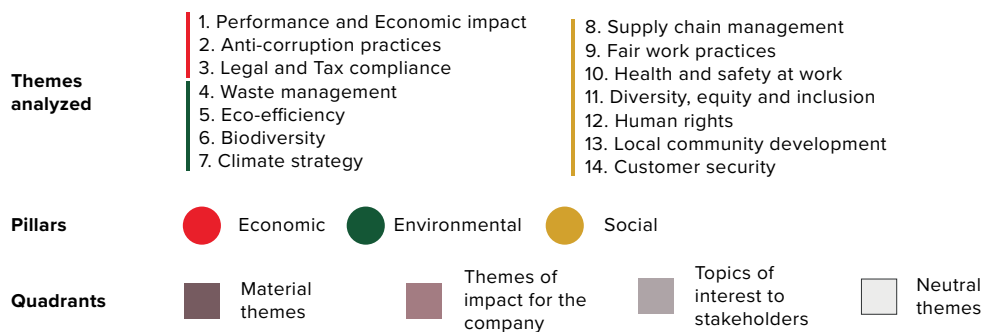 Themes
analyzed
1. Performance and Economic impact
2. Anti-corruption practices
3. Legal and Tax compliance
4. Waste management
5. Eco-efficiency
6. Biodiversity
7. Climate strategy
8. Supply chain management
9. Fair work practices
10. Health and safety at work
11. Diversity, equity and inclusion
12. Human rights
13. Local community development
14. Customer security
Pillars
Economic
Environmental
Social
Quadrants
Material
themes
Themes of
impact for the
company
Topics of
interest to
stakeholders
Neutral
themes